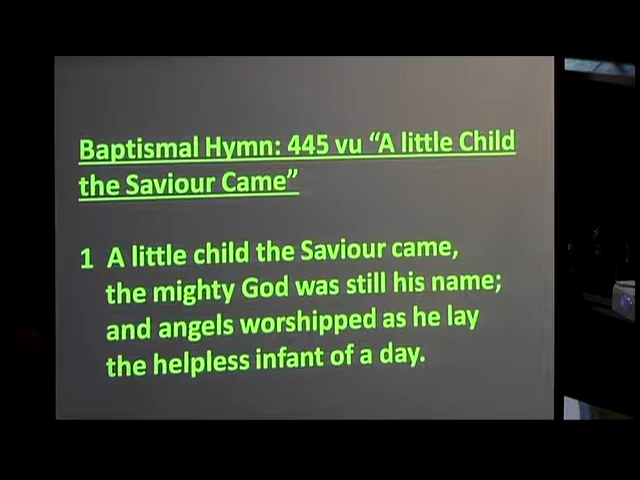 Baptismal Hymn: 445 vu “A little Child
the Saviour Came”
1 A little child the Saviour came,
the mighty God was still his name;
and angels worshipped as he lay
the helpless infant of a day.